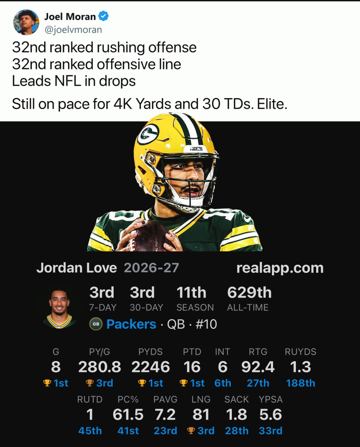 Joel Moran
@joelvmoran
32nd ranked rushing offense
32nd ranked offensive line
Leads NFL in drops
Still on pace for 4K Yards and 30 TDs. Elite.
G
Jordan Love 2026-27 realapp.com
3rd 3rd 11th 629th
7-DAY 30-DAY SEASON ALL-TIME
GB Packers · QB · #10
G PY/G PYDS PTD INT RTG RUYDS
8 280.8 2246 16 6 92.4 1.3
1st 3rd 1st 1st 6th 27th 188th
RUTD PC% PAVG LNG SACK YPSA
1 61.5 7.2 81 1.8 5.6
45th 41st 23rd 3rd 28th 33rd